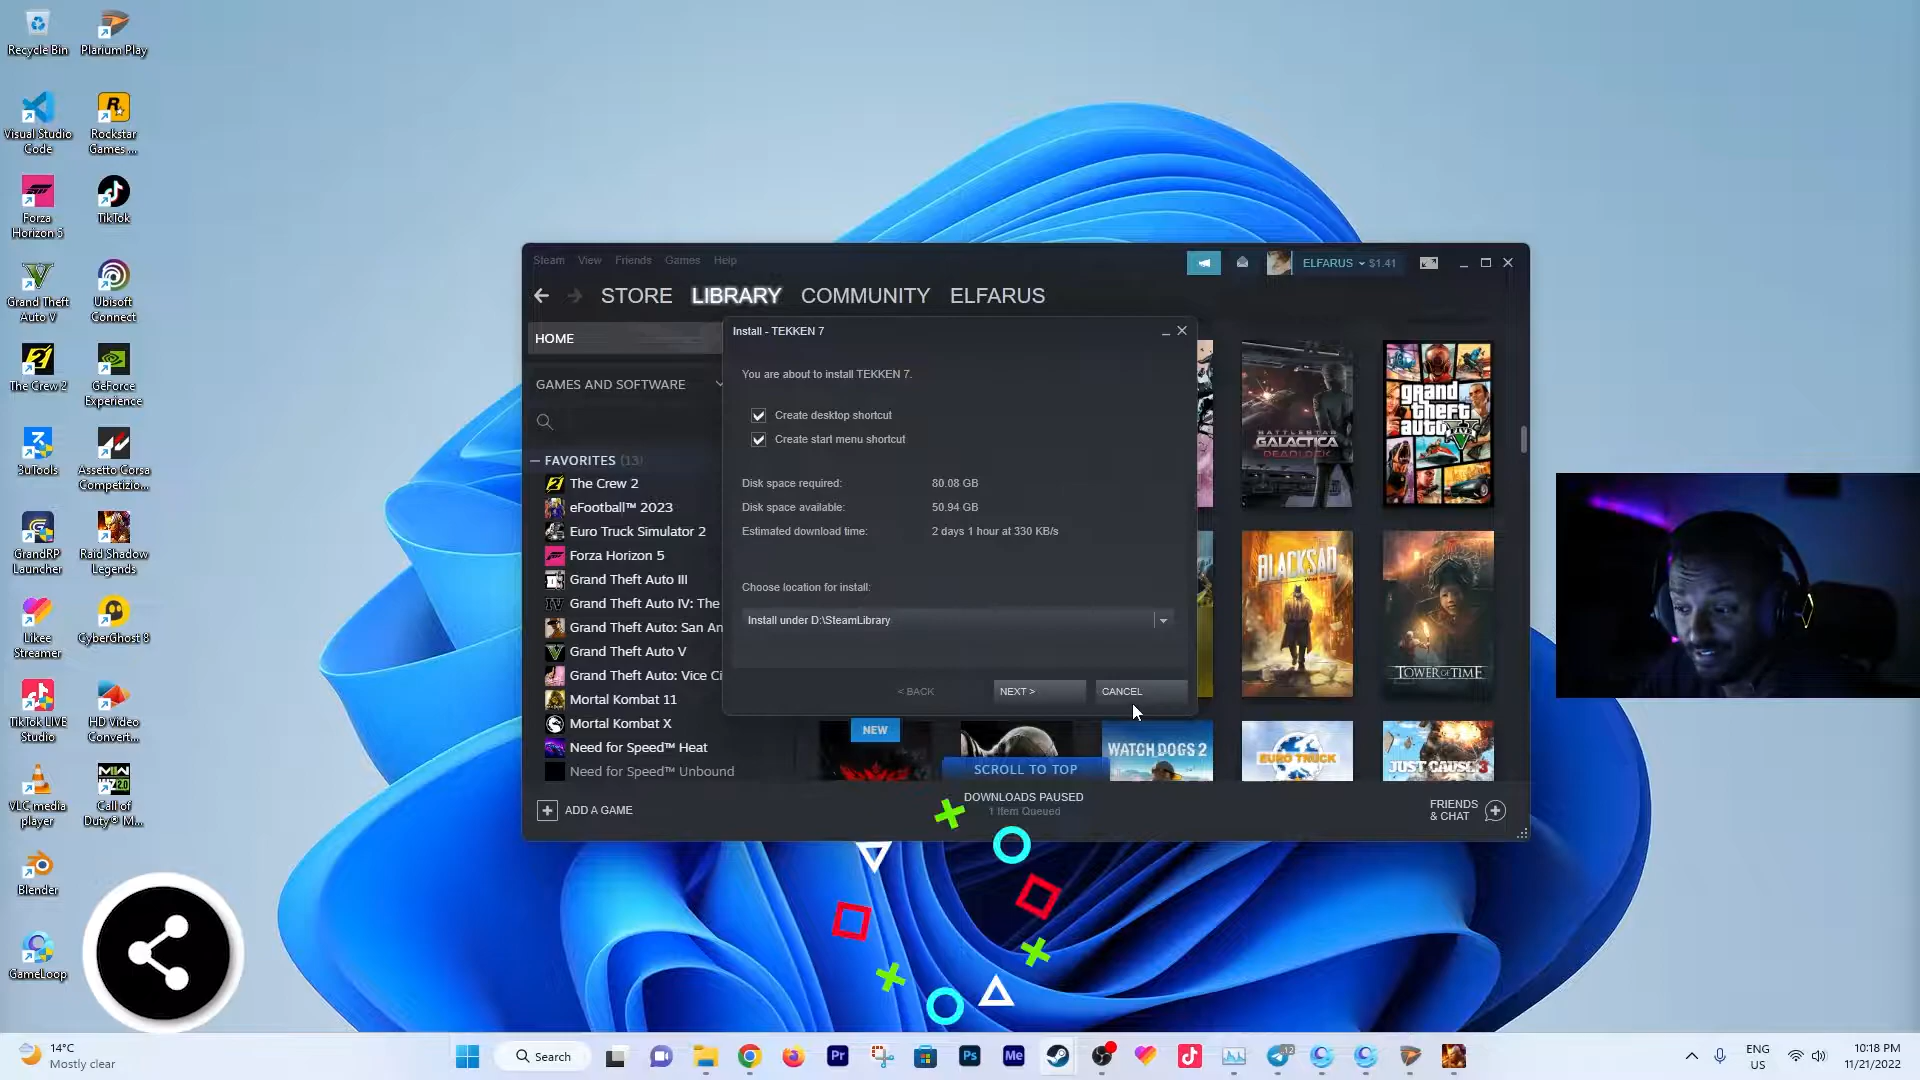 Recycle Bin
Plarium Play
Visual Studio
Code
Rockstar
Games ...
Forza
Horizon 5
TikTok
Grand Theft
Auto V
Ubisoft
Connect
The Crew 2
GeForce
Experience
3uTools
Assetto Corsa
Competizio...
GrandRP
Launcher
Raid Shadow
Legends
Likee
Streamer
CyberGhost 8
TikTok LIVE
Studio
HD Video
Convert...
VLC media
player
Call of
Duty® M...
Blender
GameLoop
Steam View Friends Games Help
ELFARUS $1.41
STORE LIBRARY COMMUNITY ELFARUS
HOME
GAMES AND SOFTWARE
FAVORITES (13)
The Crew 2
eFootball™ 2023
Euro Truck Simulator 2
Forza Horizon 5
Grand Theft Auto III
Grand Theft Auto IV: The
Grand Theft Auto: San An
Grand Theft Auto V
Grand Theft Auto: Vice Ci
Mortal Kombat 11
Mortal Kombat X
Need for Speed™ Heat
Need for Speed™ Unbound
ADD A GAME
Install - TEKKEN 7
You are about to install TEKKEN 7.
Create desktop shortcut
Create start menu shortcut
Disk space required: 80.08 GB
Disk space available: 50.94 GB
Estimated download time: 2 days 1 hour at 330 KB/s
Choose location for install:
Install under D:\SteamLibrary
< BACK NEXT > CANCEL
BATTLESTAR
GALACTICA
DEADLOCK
grand
theft
auto
BLACKSAD
TOWER OF TIME
NEW
WATCH DOGS 2
EURO TRUCK
JUST CAUSE 3
SCROLL TO TOP
DOWNLOADS PAUSED
1 Item Queued
FRIENDS
& CHAT
14°C
Mostly clear
Search
Pr
Ps
Me
12
ENG
US
10:18 PM
11/21/2022